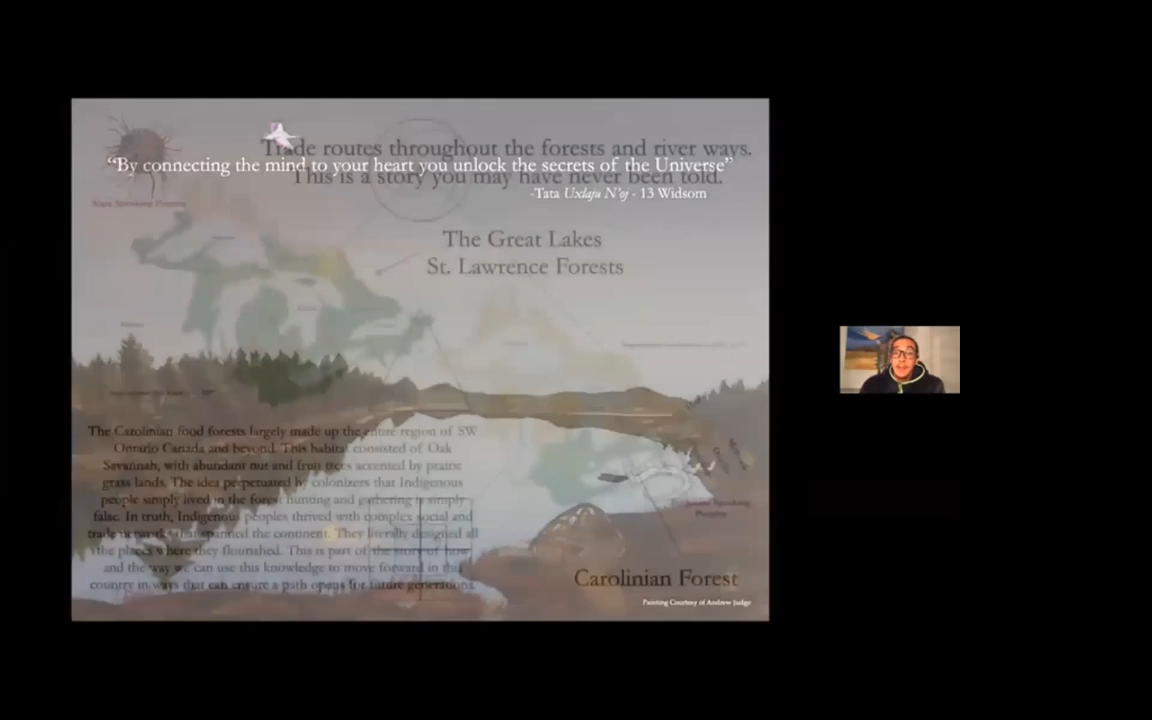 Trade routes throughout the forests and river ways.
“By connecting the mind to your heart you unlock the secrets of the Universe”
This is a story you may have never been told.
-Tata Uxlaju N’oj - 13 Widsom
The Great Lakes
St. Lawrence Forests
The Carolinian food forests largely made up the entire region of SW
Ontario Canada and beyond. This habitat consisted of Oak
Savannah, with abundant nut and fruit trees accented by prairie
grass lands. The idea perpetuated by colonizers that Indigenous
people simply lived in the forest hunting and gathering is simply
false. In truth, Indigenous peoples thrived with complex social and
trade networks that spanned the continent. They literally designed all
the places where they flourished. This is part of the story of how
and the way we can use this knowledge to move forward in this
country in ways that can ensure a path opens for future generations.
Speaking
Carolinian Forest
Painting Courtesy of Andrew Judge